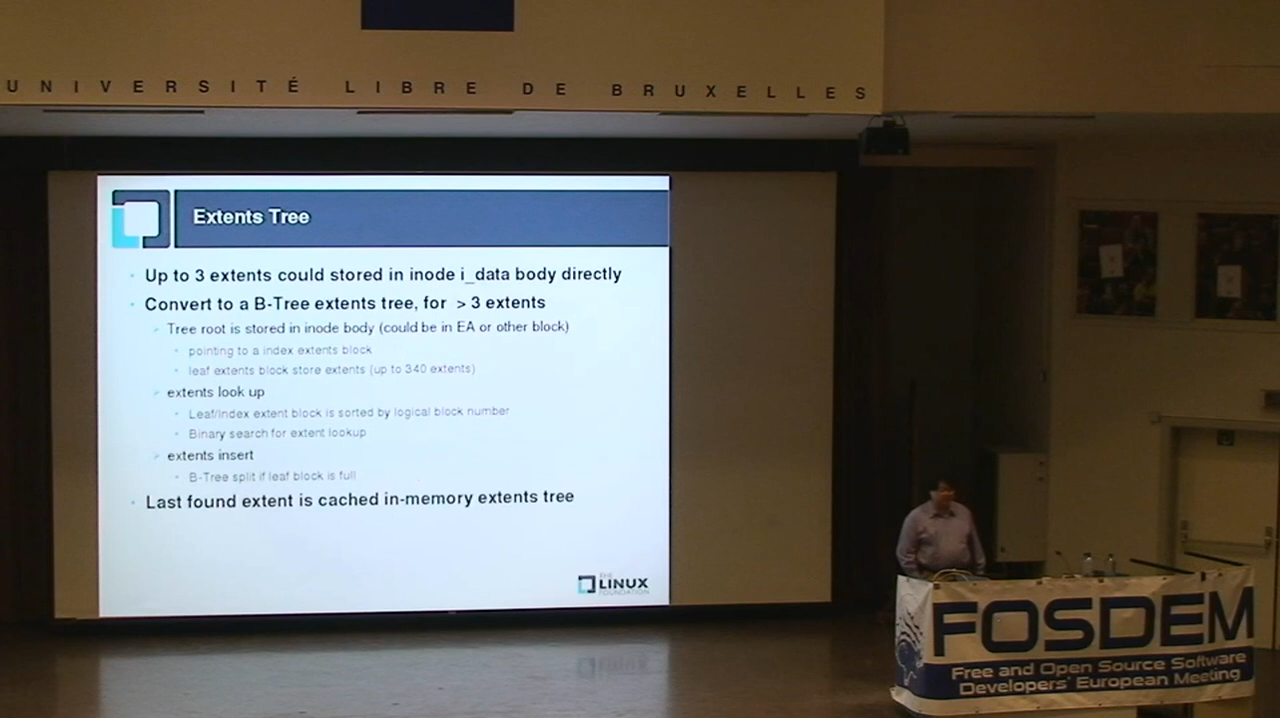 UNIVERSITÉ LIBRE DE BRUXELLES
Extents Tree
Up to 3 extents could stored in inode i_data body directly
Convert to a B-Tree extents tree, for > 3 extents
Tree root is stored in inode body (could be in EA or other block)
pointing to a index extents block
leaf extents block store extents (up to 340 extents)
extents look up
Leaf/Index extent block is sorted by logical block number
Binary search for extent lookup
extents insert
B-Tree split if leaf block is full
Last found extent is cached in-memory extents tree
THE
LINUX
FOUNDATION
FOSDEM
Free and Open Source Software
Developers' European Meeting